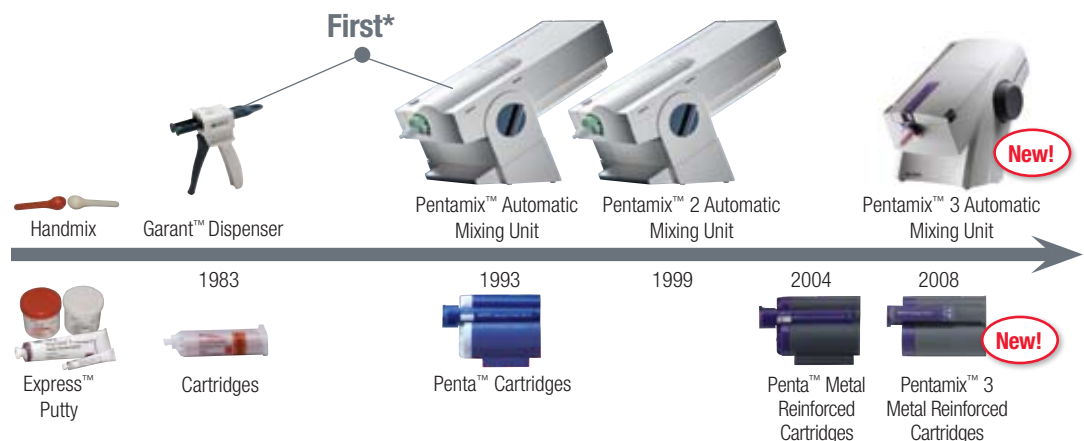 First*
New!
Handmix
Garant™ Dispenser
Pentamix™ Automatic
Mixing Unit
Pentamix™ 2 Automatic
Mixing Unit
Pentamix™ 3 Automatic
Mixing Unit
1983
1993
1999
2004
2008
New!
Express™
Putty
Cartridges
Penta™ Cartridges
Penta™ Metal
Reinforced
Cartridges
Pentamix™ 3
Metal Reinforced
Cartridges